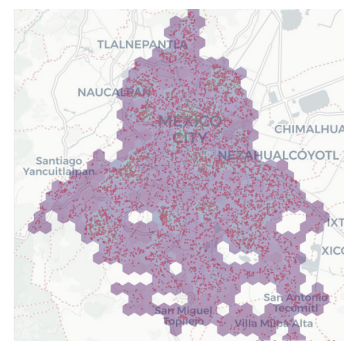 TLALNEPANTLA
NAUCALPAN
MEXICO
CITY
CHIMALHUA
NEZAHUALCÓYOTL
Santiago
Yancuitlalpan
IXT
XICO
San Antonio
Tecómitl
San Miguel
Topilejo
Villa Milpa Alta